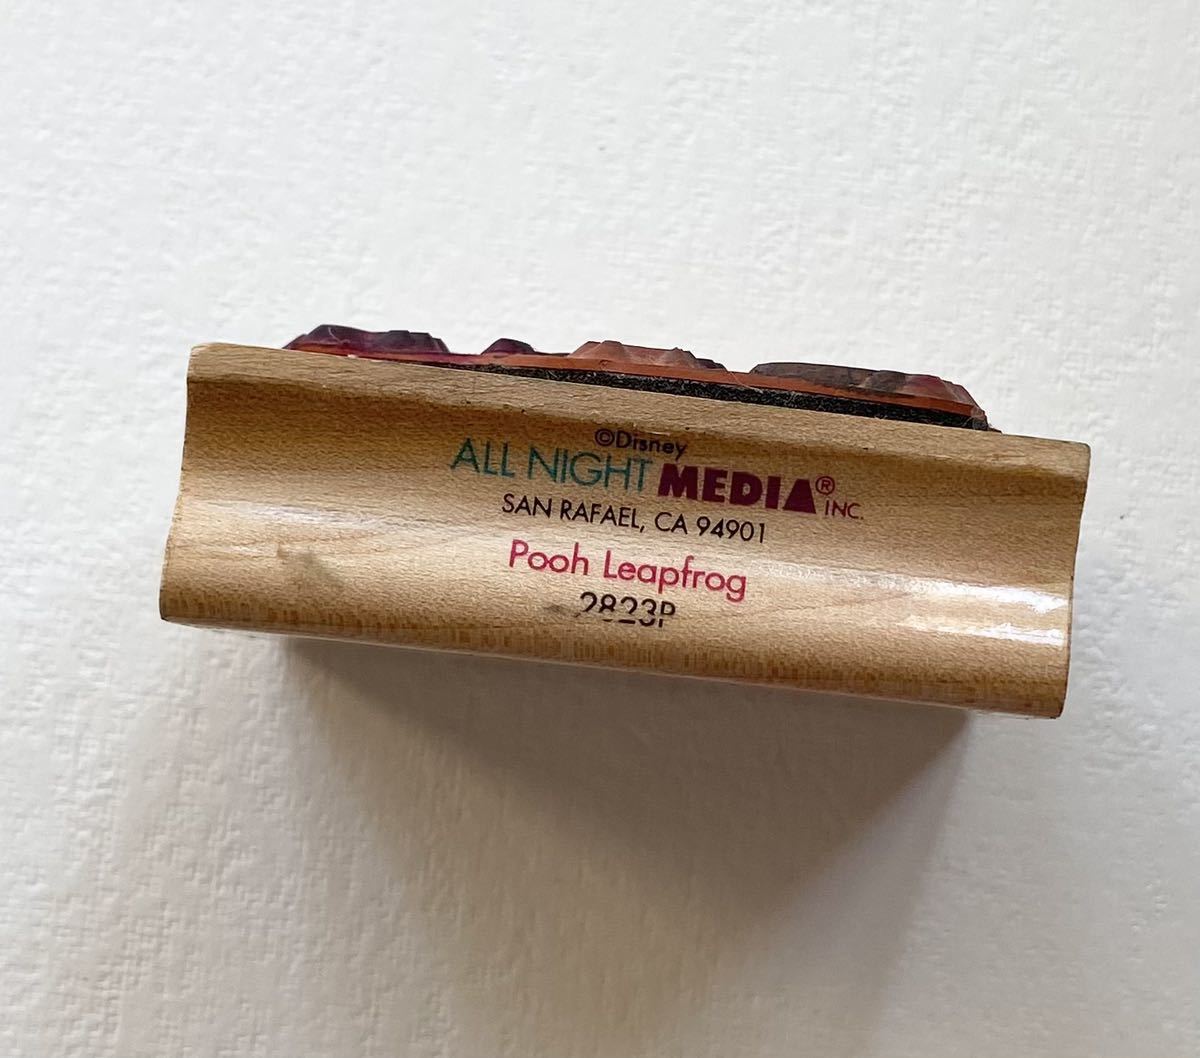 ©Disney
ALL NIGHT MEDIA® INC.
SAN RAFAEL, CA 94901
Pooh Leapfrog
2823P